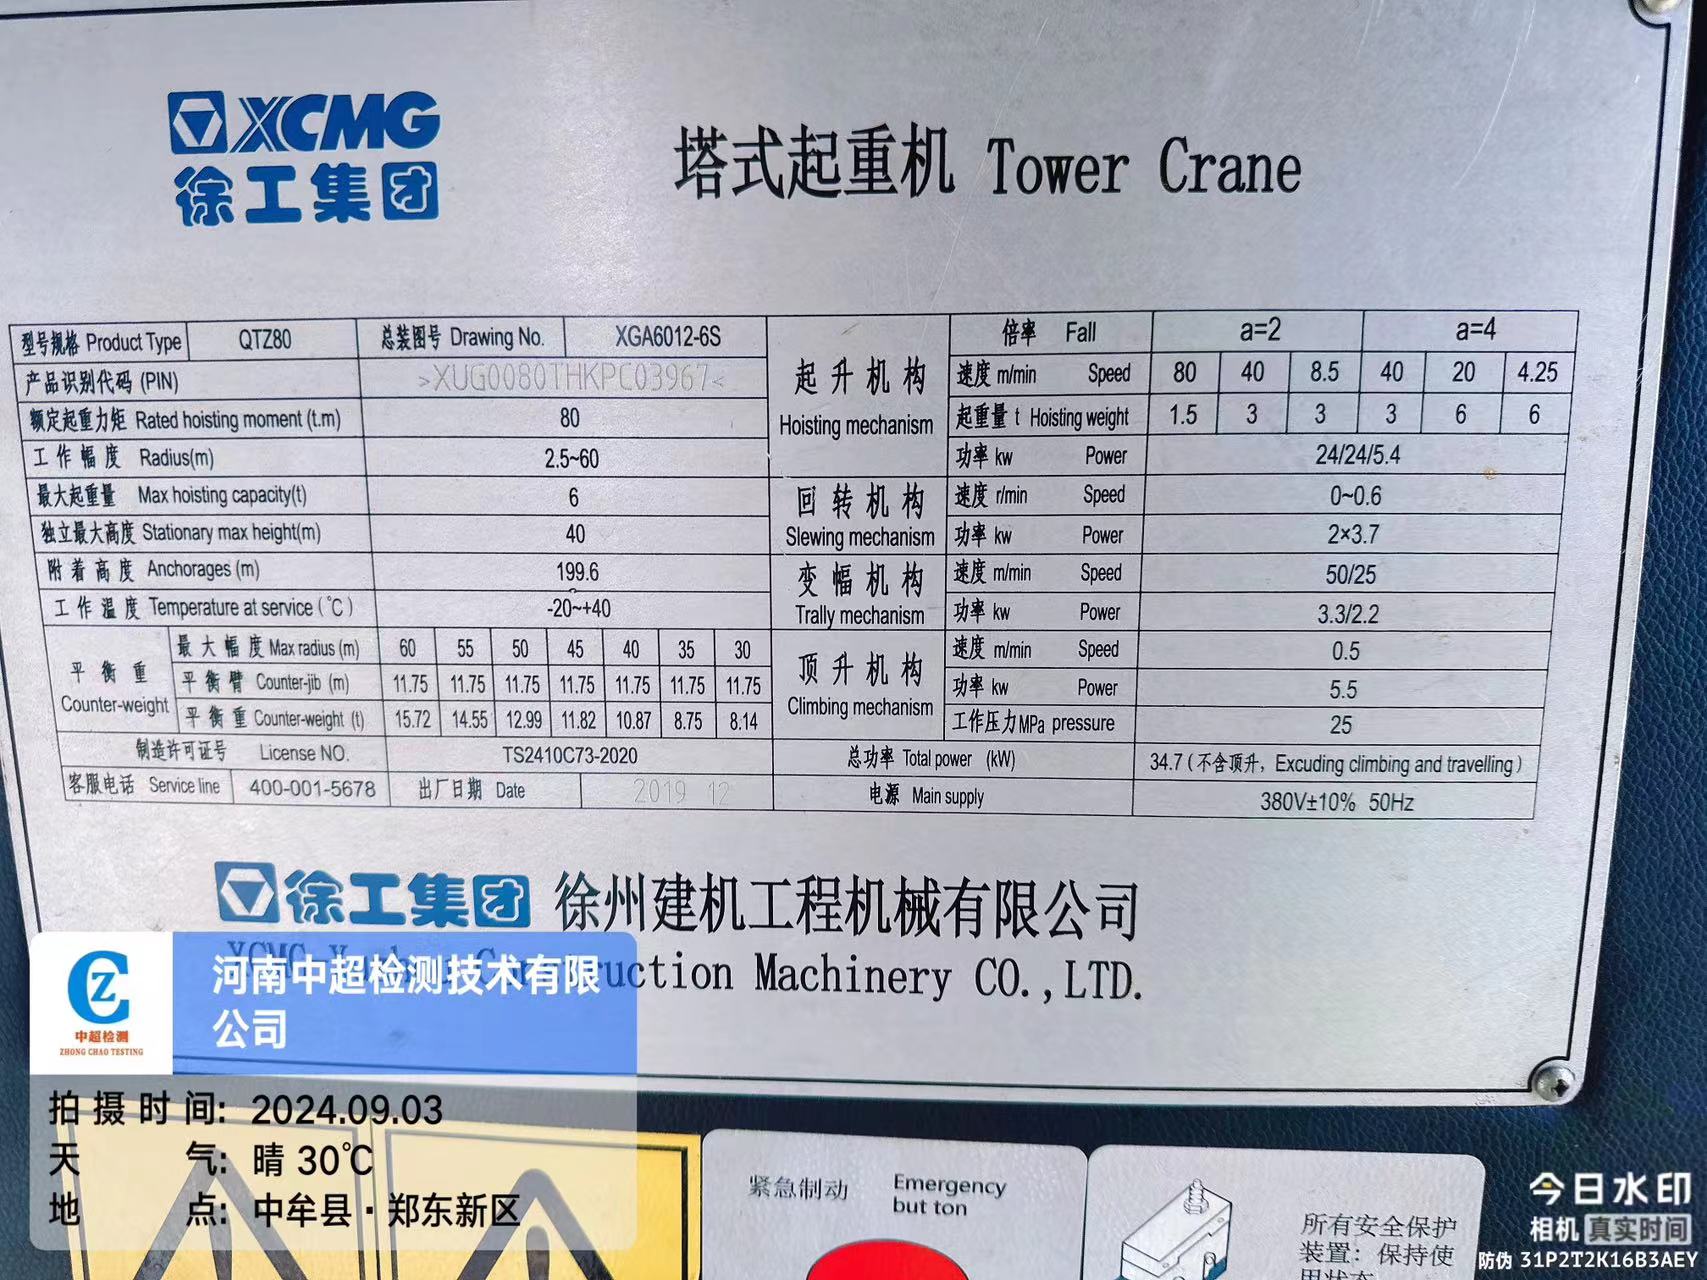 XCMG
徐工集团
塔式起重机 Tower Crane
型号规格 Product Type QTZ80 总装图号 Drawing No. XGA6012-6S
产品识别代码 (PIN) >XUG0080THKPC03967<
额定起重力矩 Rated hoisting moment (t.m) 80
工作幅度 Radius(m) 2.5~60
最大起重量 Max hoisting capacity(t) 6
独立最大高度 Stationary max height(m) 40
附着高度 Anchorages (m) 199.6
工作温度 Temperature at service (℃) -20~+40
平衡重 Counter-weight
最大幅度 Max radius (m) 60 55 50 45 40 35 30
平衡臂 Counter-jib (m) 11.75 11.75 11.75 11.75 11.75 11.75 11.75
平衡重 Counter-weight (t) 15.72 14.55 12.99 11.82 10.87 8.75 8.14
制造许可证号 License NO. TS2410C73-2020
客服电话 Service line 400-001-5678 出厂日期 Date 2019 12
起升机构 Hoisting mechanism
倍率 Fall a=2 a=4
速度 m/min Speed 80 40 8.5 40 20 4.25
起重量 t Hoisting weight 1.5 3 3 3 6 6
功率 kw Power 24/24/5.4
回转机构 Slewing mechanism
速度 r/min Speed 0~0.6
功率 kw Power 2×3.7
变幅机构 Trally mechanism
速度 m/min Speed 50/25
功率 kw Power 3.3/2.2
顶升机构 Climbing mechanism
速度 m/min Speed 0.5
功率 kw Power 5.5
工作压力MPa pressure 25
总功率 Total power (kW) 34.7(不含顶升, Excuding climbing and travelling)
电源 Main supply 380V±10% 50Hz
徐工集团 徐州建机工程机械有限公司
XCMG Construction Machinery CO.,LTD.
中超检测
ZHONG CHAO TESTING
河南中超检测技术有限
公司
拍摄时间: 2024.09.03
天气: 晴 30℃
地点: 中牟县·郑东新区
紧急制动 Emergency
but ton
所有安全保护
装置: 保持使
今日水印
相机 真实时间
防伪 31P2T2K16B3AEY